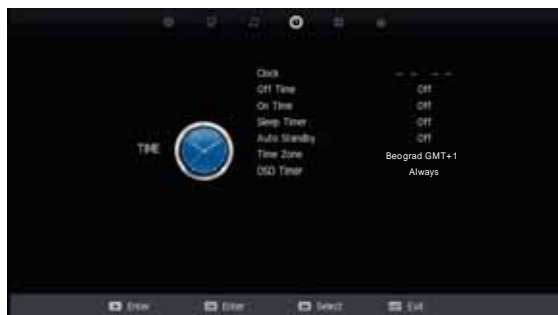 Clock -- --
Off Time Off
On Time Off
Sleep Timer Off
Auto Standby Off
TIME
Time Zone Beograd GMT+1
OSD Timer Always
Enter Enter Select Exit